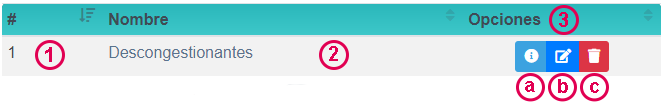 # Nombre Opciones 3
1 1 Descongestionantes 2
a b c